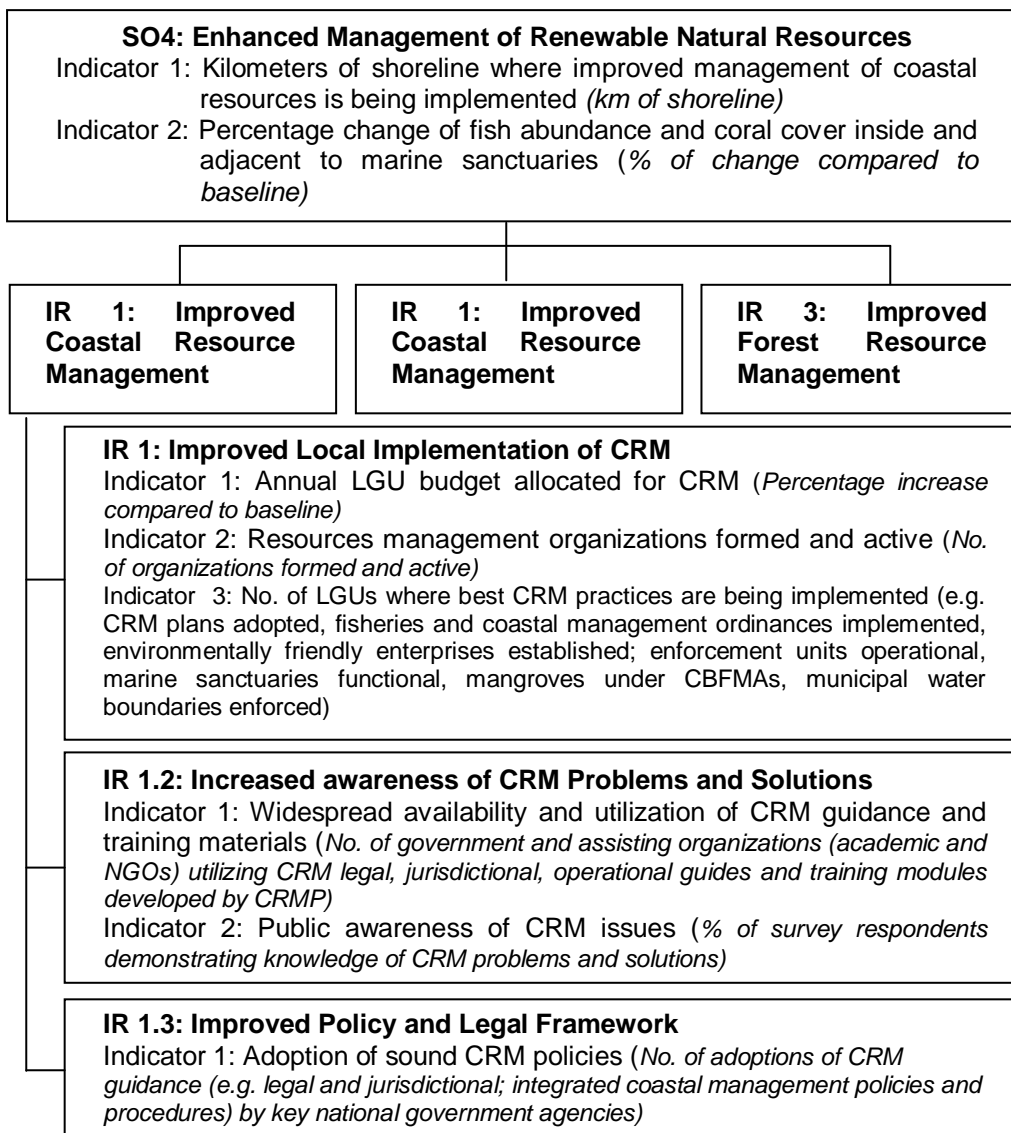 SO4: Enhanced Management of Renewable Natural Resources
Indicator 1: Kilometers of shoreline where improved management of coastal
resources is being implemented (km of shoreline)
Indicator 2: Percentage change of fish abundance and coral cover inside and
adjacent to marine sanctuaries (% of change compared to
baseline)
IR 1: Improved
Coastal Resource
Management
IR 1: Improved
Coastal Resource
Management
IR 3: Improved
Forest Resource
Management
IR 1: Improved Local Implementation of CRM
Indicator 1: Annual LGU budget allocated for CRM (Percentage increase
compared to baseline)
Indicator 2: Resources management organizations formed and active (No.
of organizations formed and active)
Indicator 3: No. of LGUs where best CRM practices are being implemented (e.g.
CRM plans adopted, fisheries and coastal management ordinances implemented,
environmentally friendly enterprises established; enforcement units operational,
marine sanctuaries functional, mangroves under CBFMAs, municipal water
boundaries enforced)
IR 1.2: Increased awareness of CRM Problems and Solutions
Indicator 1: Widespread availability and utilization of CRM guidance and
training materials (No. of government and assisting organizations (academic and
NGOs) utilizing CRM legal, jurisdictional, operational guides and training modules
developed by CRMP)
Indicator 2: Public awareness of CRM issues (% of survey respondents
demonstrating knowledge of CRM problems and solutions)
IR 1.3: Improved Policy and Legal Framework
Indicator 1: Adoption of sound CRM policies (No. of adoptions of CRM
guidance (e.g. legal and jurisdictional; integrated coastal management policies and
procedures) by key national government agencies)